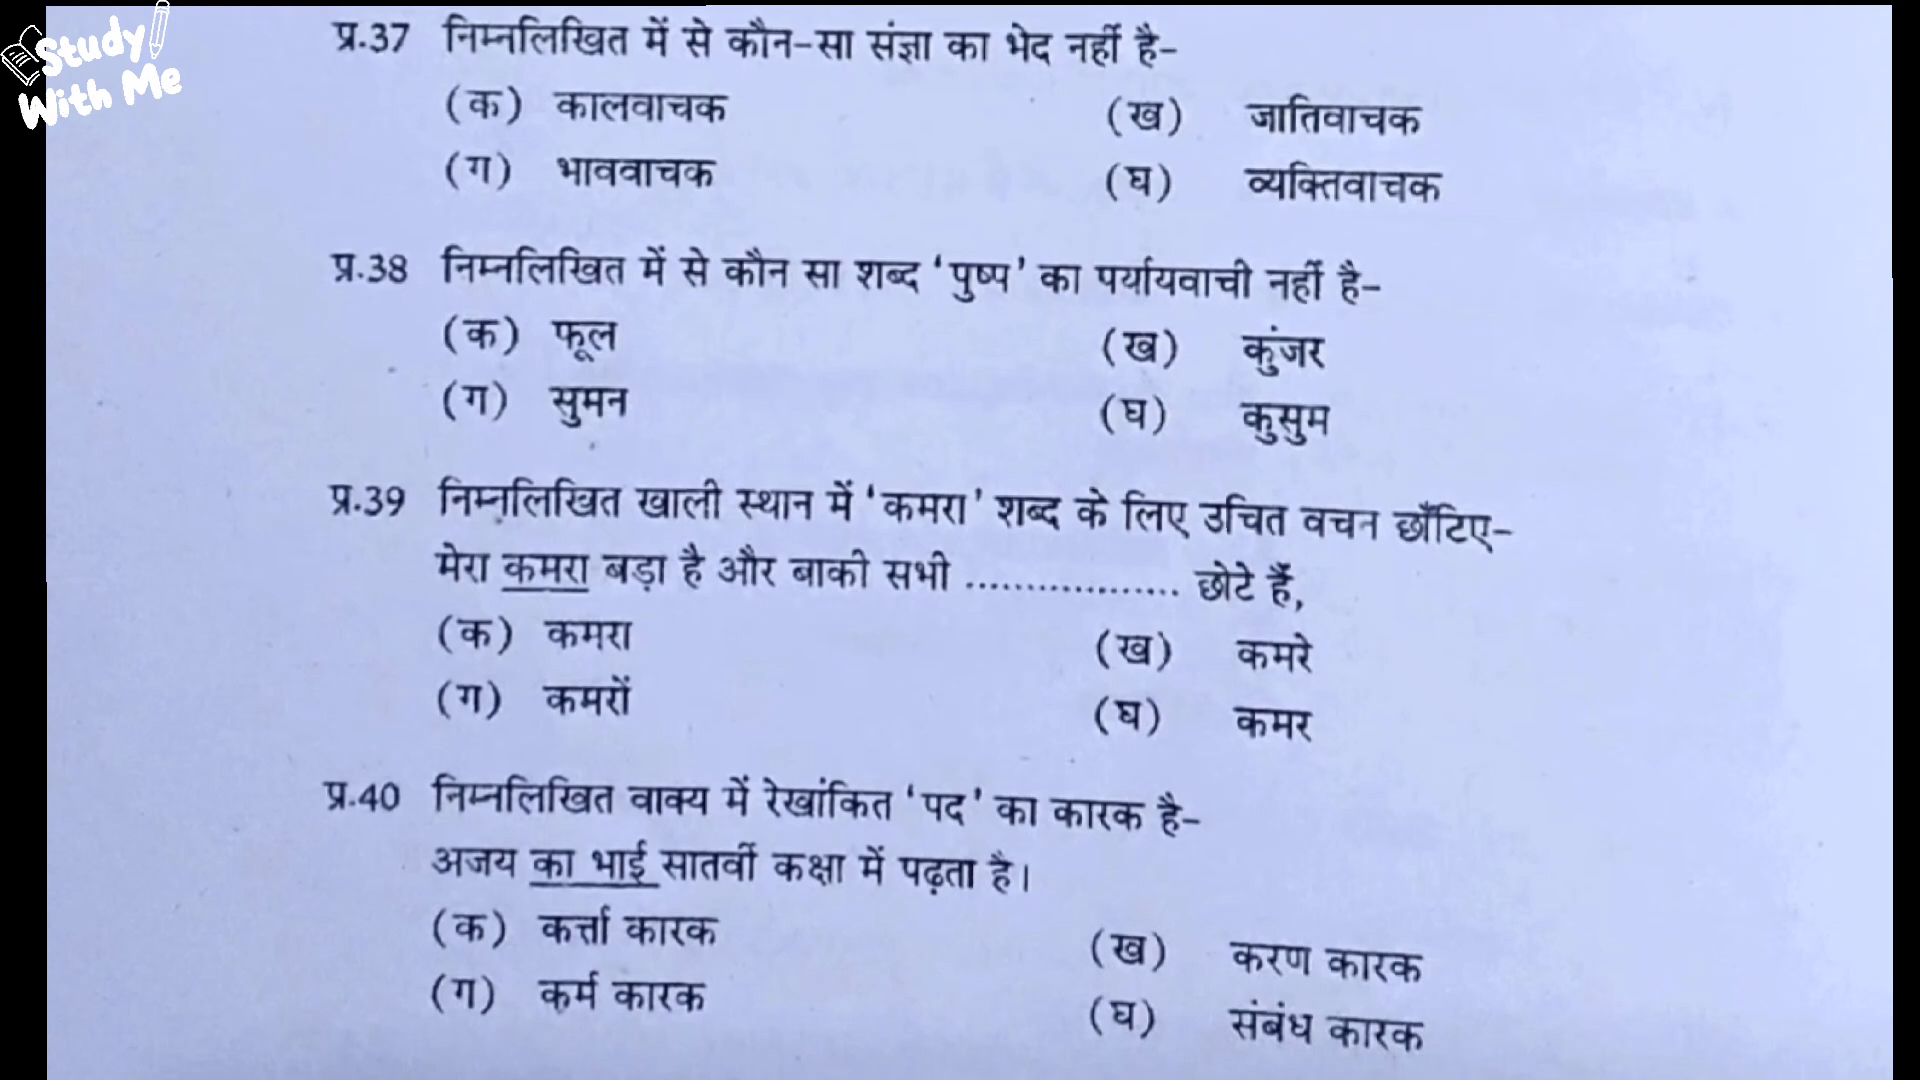 Study
With Me
प्र.37 निम्नलिखित में से कौन-सा संज्ञा का भेद नहीं है-
(क) कालवाचक (ख) जातिवाचक
(ग) भाववाचक (घ) व्यक्तिवाचक
प्र.38 निम्नलिखित में से कौन सा शब्द 'पुष्प' का पर्यायवाची नहीं है-
(क) फूल (ख) कुंजर
(ग) सुमन (घ) कुसुम
प्र.39 निम्नलिखित खाली स्थान में 'कमरा' शब्द के लिए उचित वचन छाँटिए-
मेरा कमरा बड़ा है और बाकी सभी .................. छोटे हैं,
(क) कमरा (ख) कमरे
(ग) कमरों (घ) कमर
प्र.40 निम्नलिखित वाक्य में रेखांकित 'पद' का कारक है-
अजय का भाई सातवीं कक्षा में पढ़ता है।
(क) कर्त्ता कारक (ख) करण कारक
(ग) कर्म कारक (घ) संबंध कारक